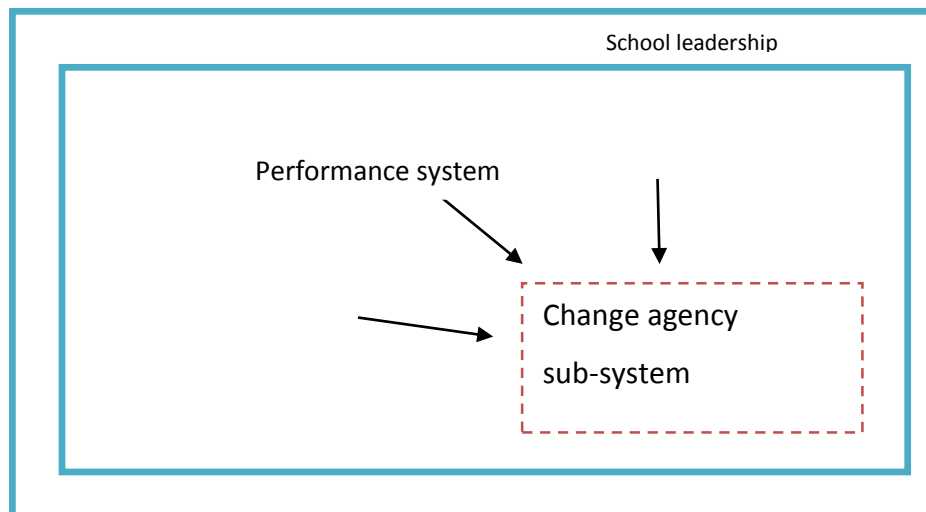 School leadership
Performance system
Change agency
sub-system